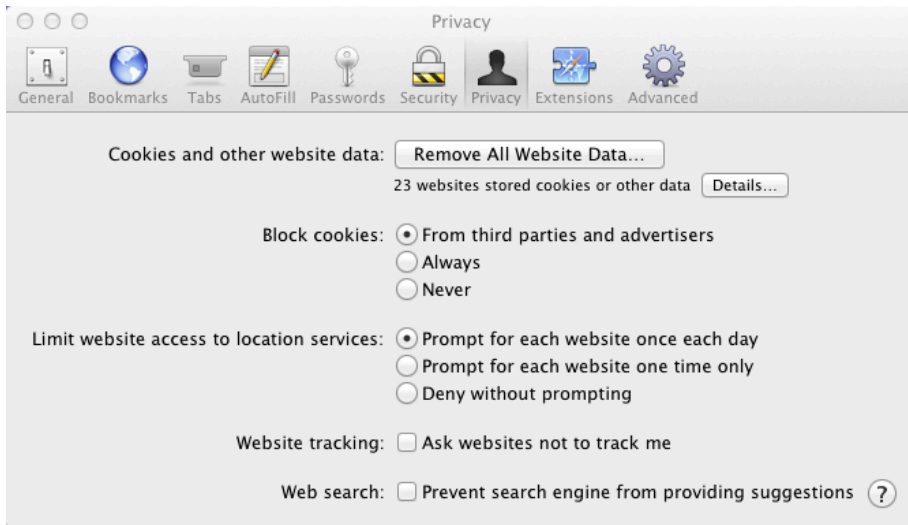 Privacy
General Bookmarks Tabs AutoFill Passwords Security Privacy Extensions Advanced
Cookies and other website data: Remove All Website Data...
23 websites stored cookies or other data Details...
Block cookies: From third parties and advertisers
Always
Never
Limit website access to location services: Prompt for each website once each day
Prompt for each website one time only
Deny without prompting
Website tracking: Ask websites not to track me
Web search: Prevent search engine from providing suggestions ?